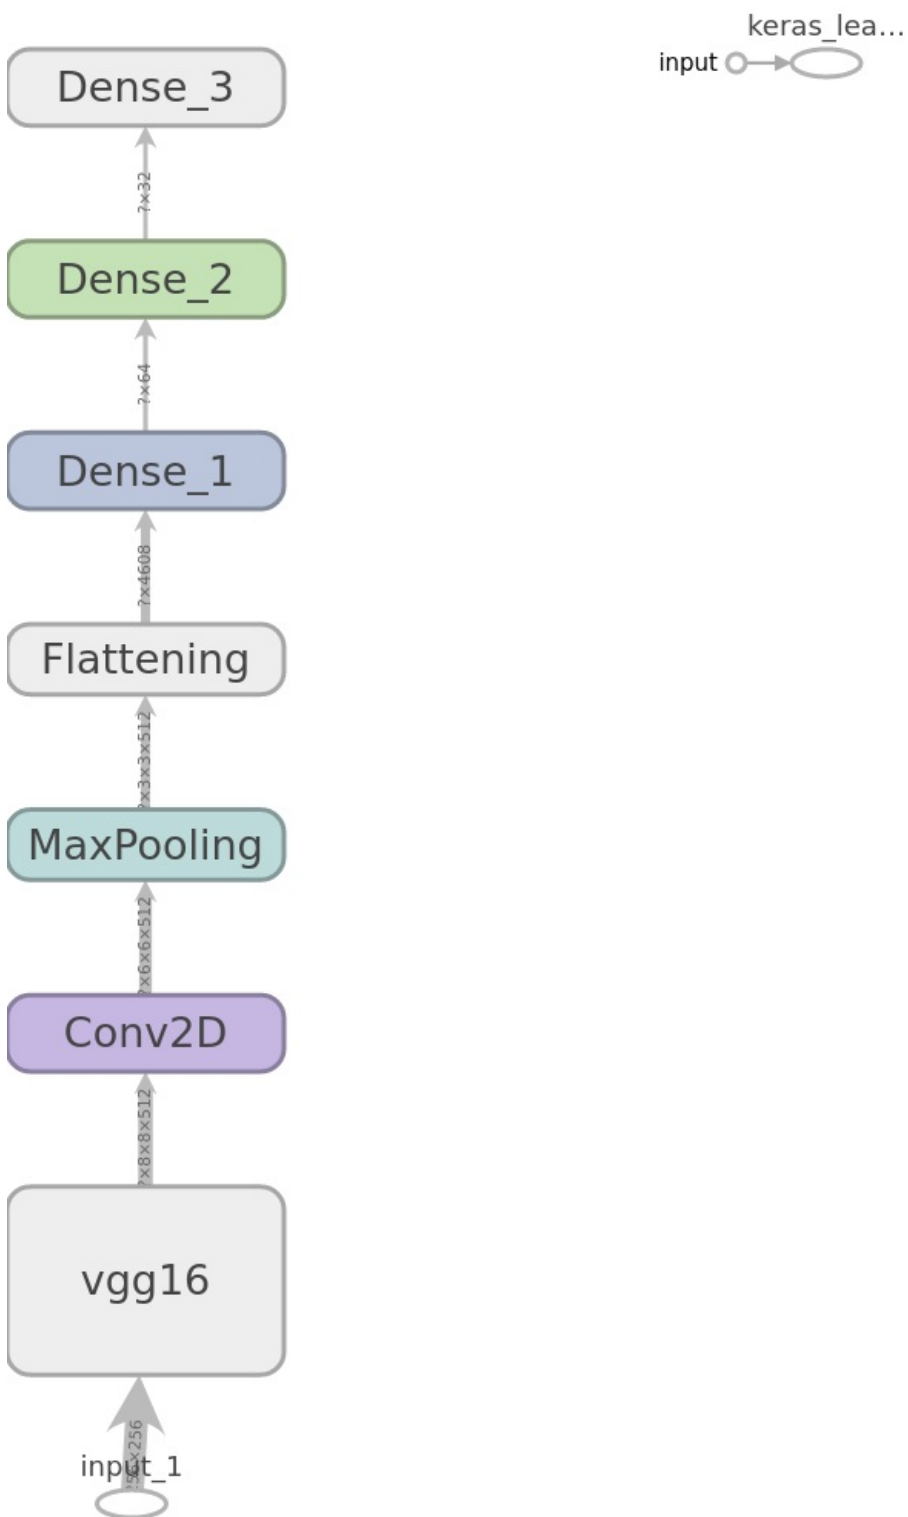 keras_lea...
input
Dense_3
?×32
Dense_2
?×64
Dense_1
?×4608
Flattening
?×3×3×512
MaxPooling
?×6×6×512
Conv2D
?×8×8×512
vgg16
×256
input_1